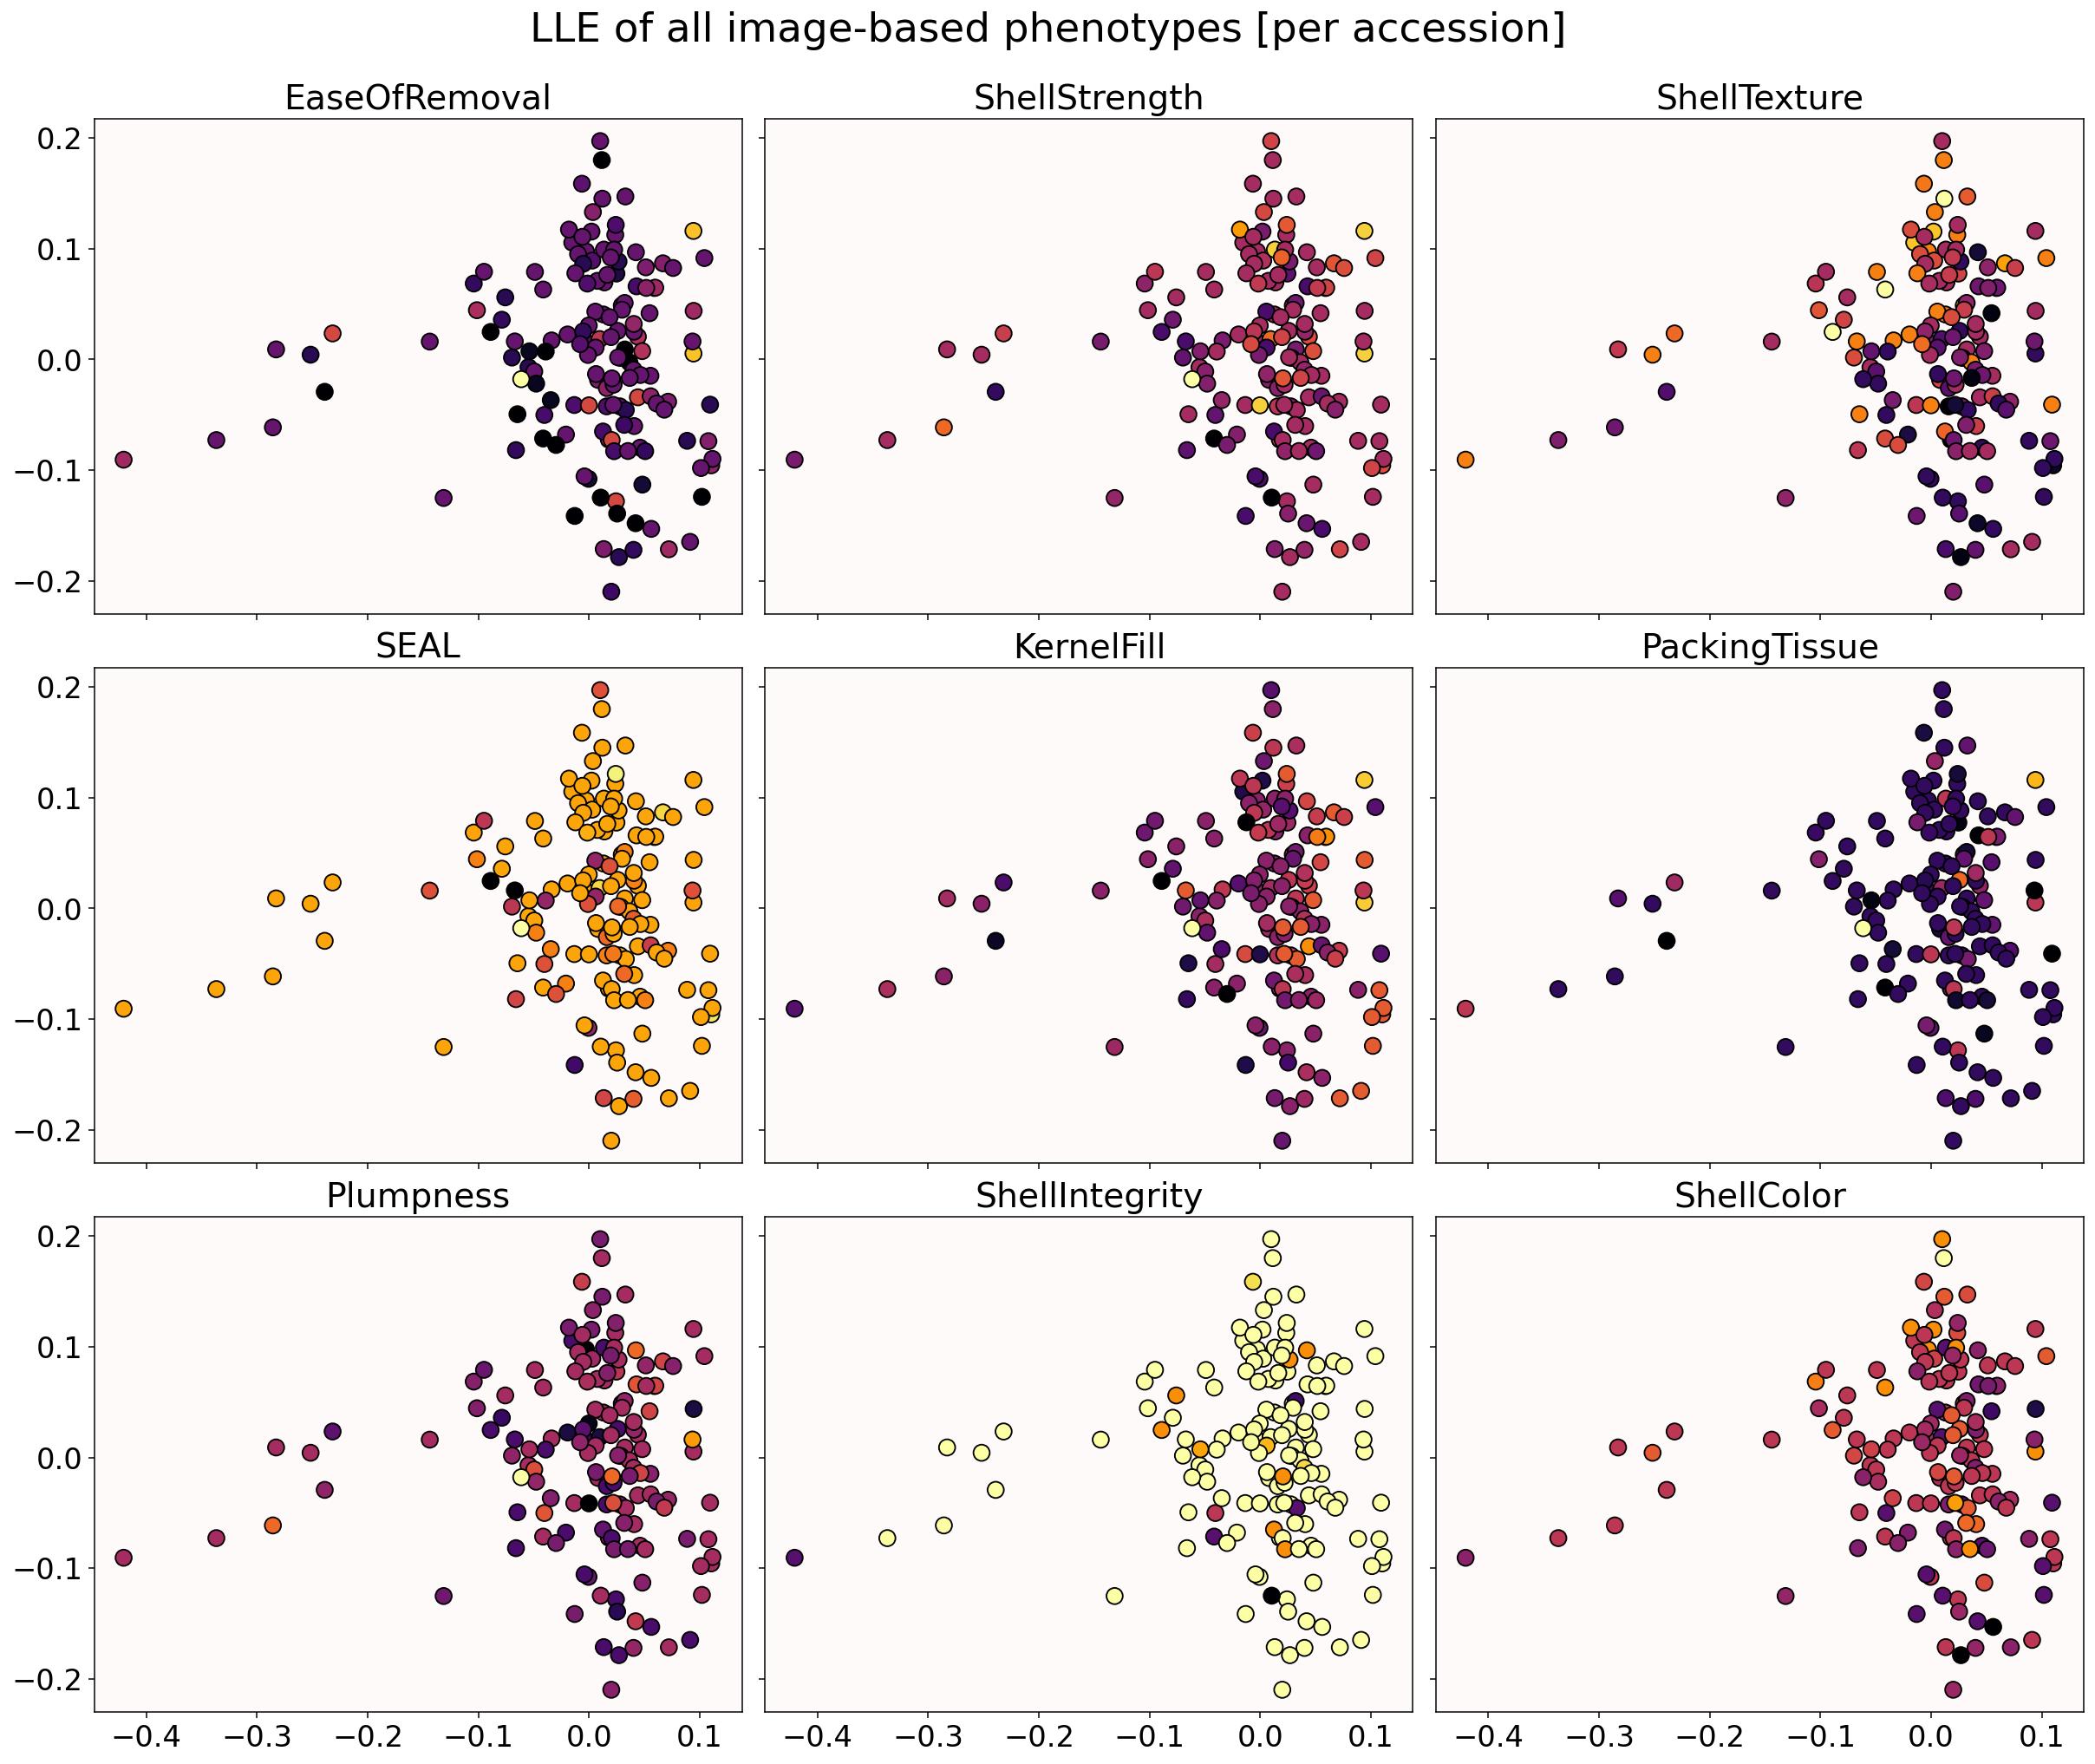 LLE of all image-based phenotypes [per accession]
EaseOfRemoval
ShellStrength
ShellTexture
0.2
0.1
0.0
−0.1
−0.2
SEAL
KernelFill
PackingTissue
0.2
0.1
0.0
−0.1
−0.2
Plumpness
ShellIntegrity
ShellColor
0.2
0.1
0.0
−0.1
−0.2
−0.4 −0.3 −0.2 −0.1 0.0 0.1
−0.4 −0.3 −0.2 −0.1 0.0 0.1
−0.4 −0.3 −0.2 −0.1 0.0 0.1